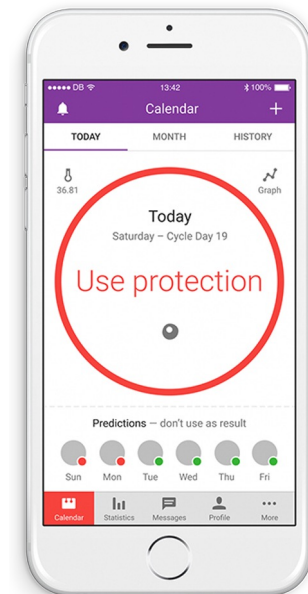 DB 13:42 100%
Calendar +
TODAY MONTH HISTORY
36.81 Graph
Today
Saturday – Cycle Day 19
Use protection
Predictions — don't use as result
Sun Mon Tue Wed Thu Fri
Calendar Statistics Messages Profile More